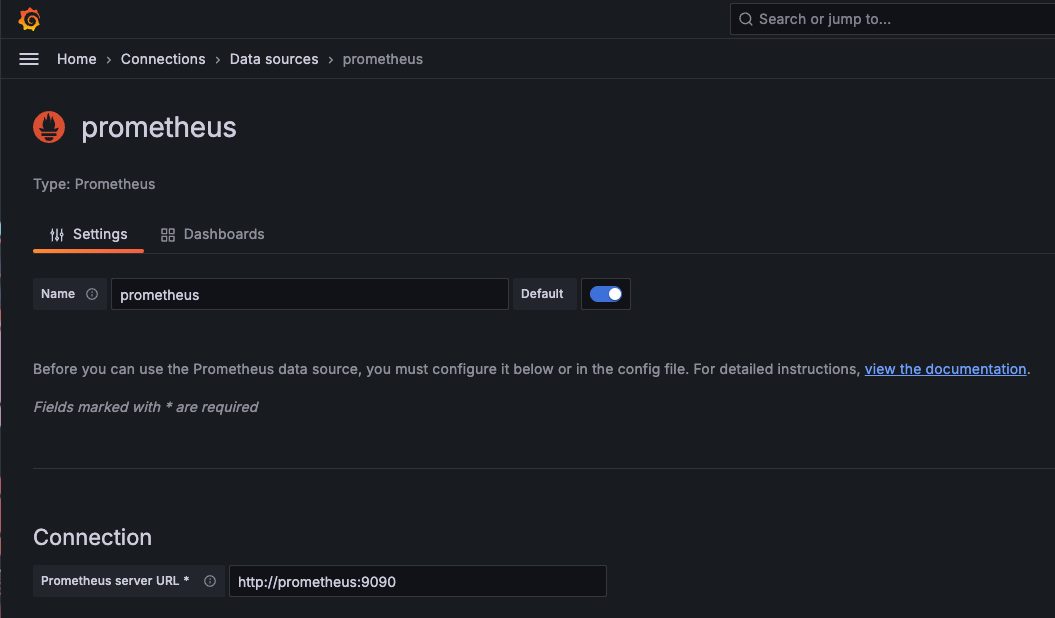 Search or jump to...
Home › Connections › Data sources › prometheus
prometheus
Type: Prometheus
Settings Dashboards
Name prometheus Default
Before you can use the Prometheus data source, you must configure it below or in the config file. For detailed instructions, view the documentation.
Fields marked with * are required
Connection
Prometheus server URL * http://prometheus:9090